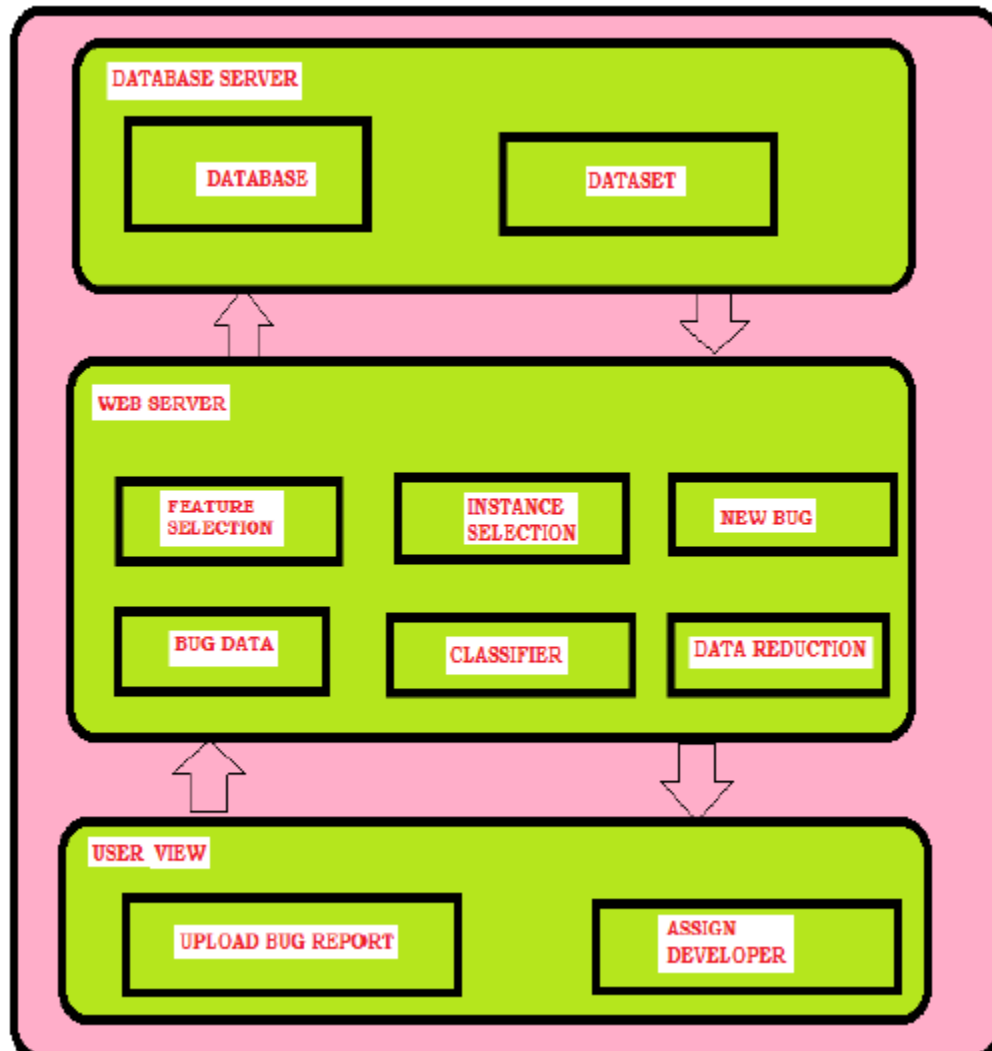 DATABASE SERVER
DATABASE
DATASET
WEB SERVER
FEATURE
SELECTION
INSTANCE
SELECTION
NEW BUG
BUG DATA
CLASSIFIER
DATA REDUCTION
USER VIEW
UPLOAD BUG REPORT
ASSIGN
DEVELOPER